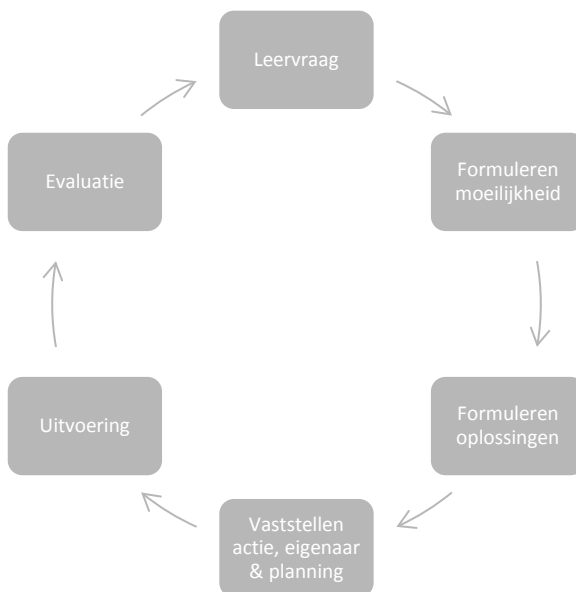 Leervraag
Formuleren
moeilijkheid
Formuleren
oplossingen
Vaststellen
actie, eigenaar
& planning
Uitvoering
Evaluatie